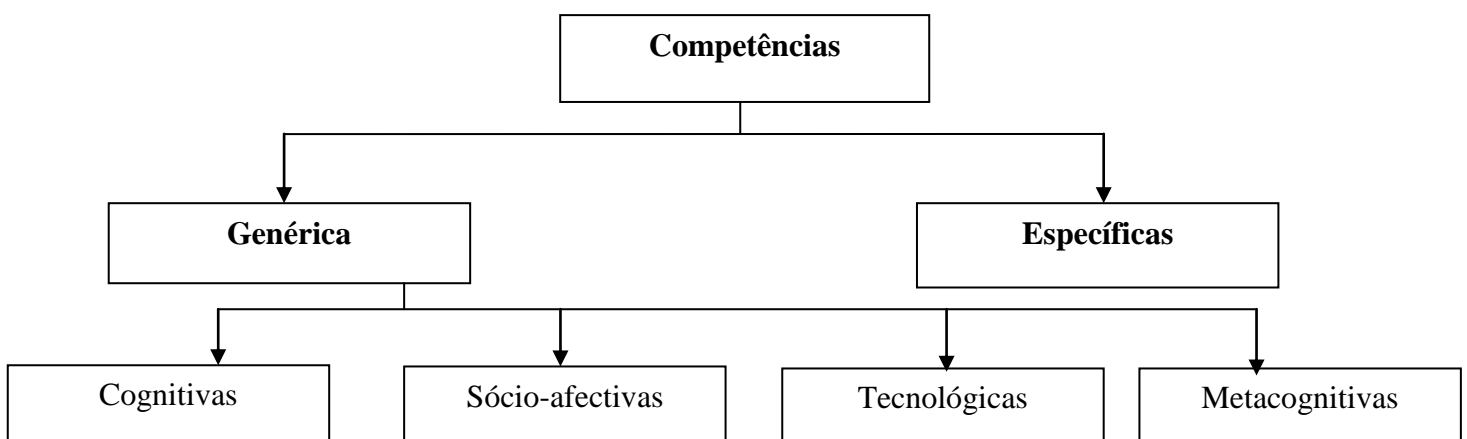 Competências
Genérica
Específicas
Cognitivas
Sócio-afectivas
Tecnológicas
Metacognitivas